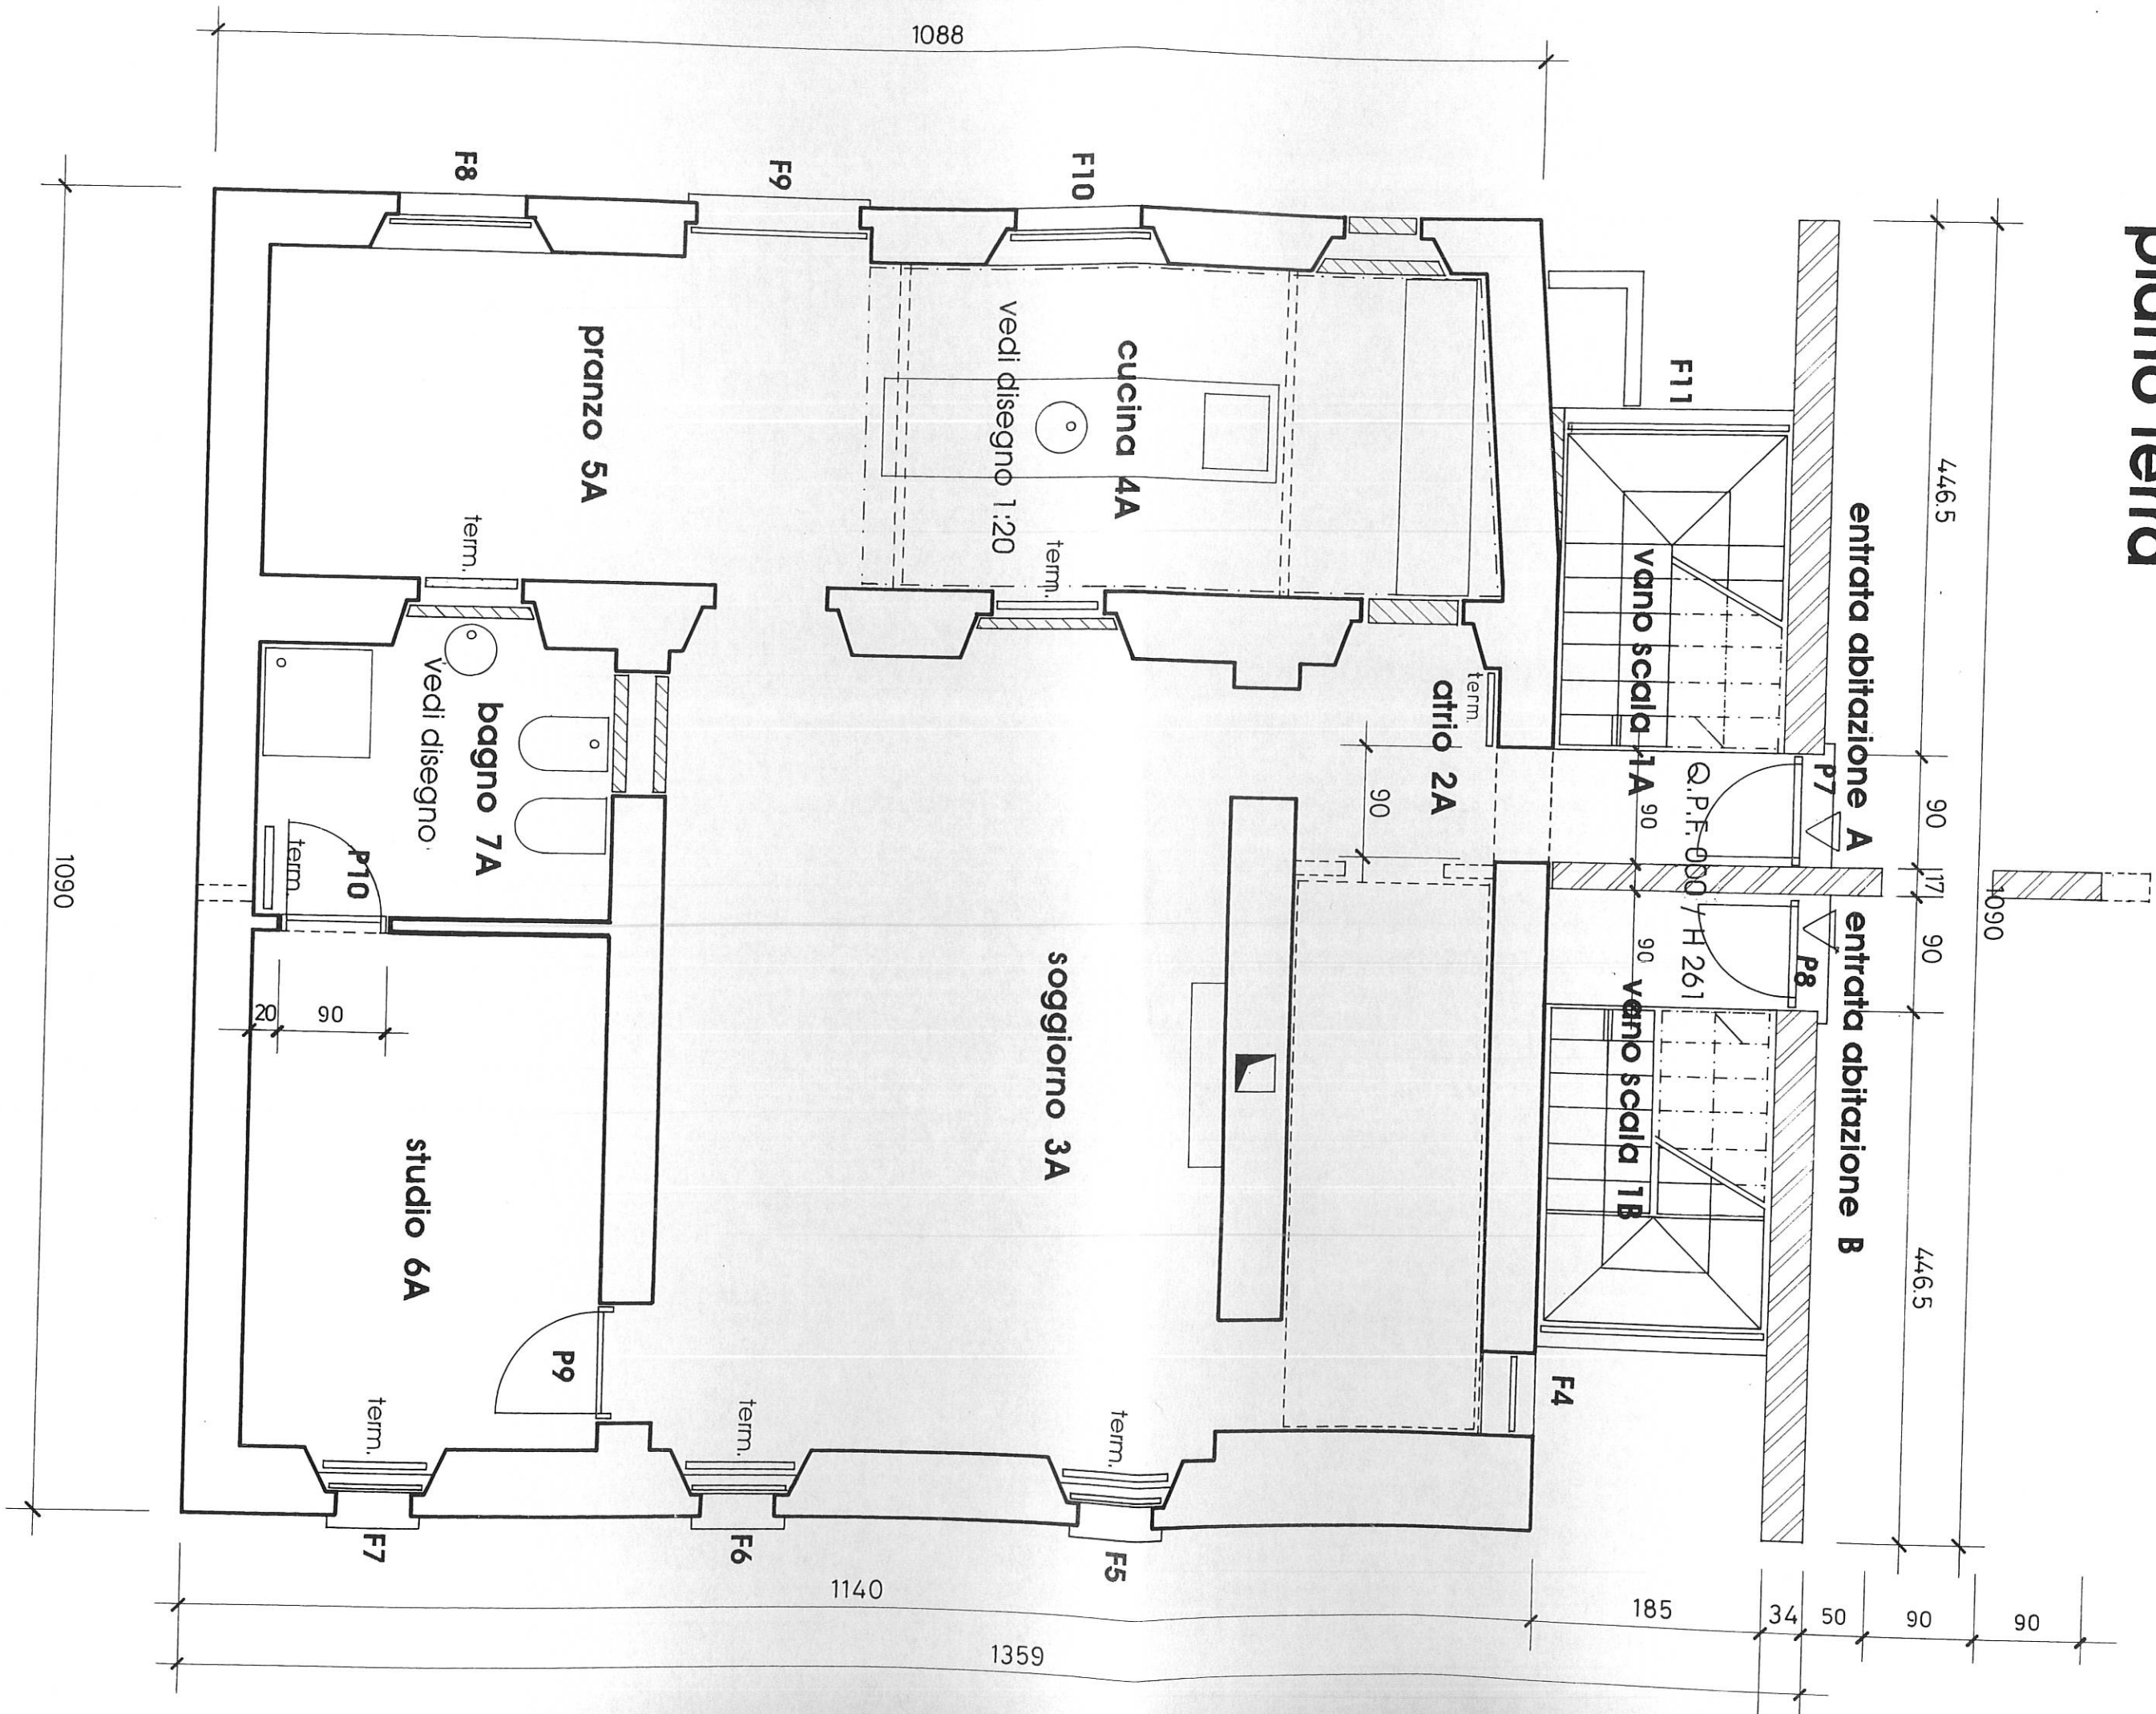 piano terra
1090
446.5
90
17
90
446.5
entrata abitazione A
entrata abitazione B
P7
P8
F11
Q.P.F. 000 / H 261
vano scala 1A
90
90
vano scala 1B
F4
term.
atrio 2A
90
cucina 4A
vedi disegno 1:20
term.
soggiorno 3A
pranzo 5A
term.
bagno 7A
vedi disegno
P10
term.
studio 6A
P9
20
90
term.
term.
term.
F8
F9
F10
F7
F6
F5
1088
1090
1140
185
34
50
90
90
1359